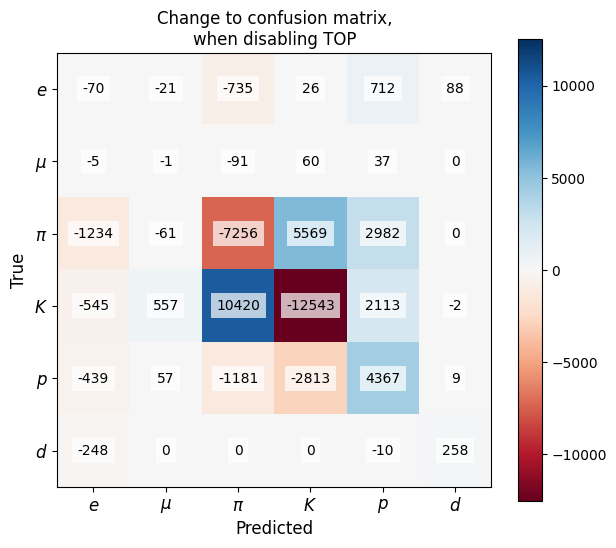 Change to confusion matrix,
when disabling TOP
e -70 -21 -735 26 712 88
μ -5 -1 -91 60 37 0
π -1234 -61 -7256 5569 2982 0
K -545 557 10420 -12543 2113 -2
p -439 57 -1181 -2813 4367 9
d -248 0 0 0 -10 258
e μ π K p d
Predicted
True
10000
5000
0
−5000
−10000